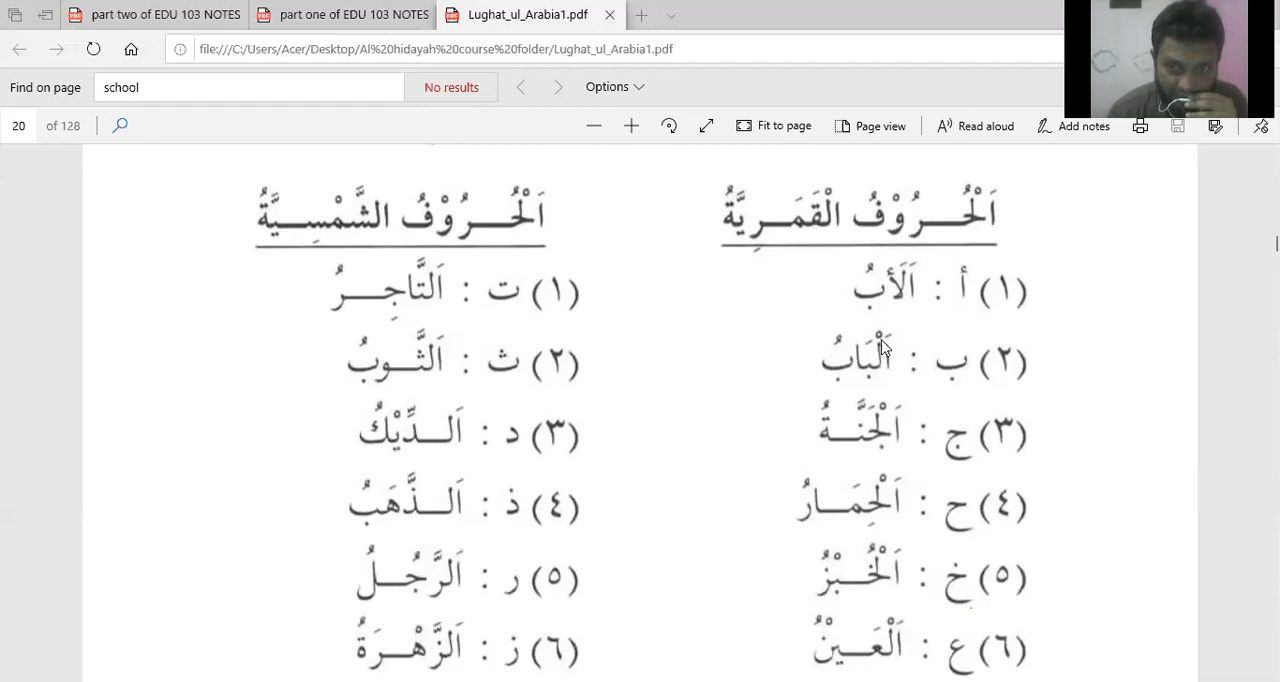 part two of EDU 103 NOTES
part one of EDU 103 NOTES
Lughat_ul_Arabia1.pdf
file:///C:/Users/Acer/Desktop/Al%20hidayah%20course%20folder/Lughat_ul_Arabia1.pdf
Find on page school No results Options
20 of 128 Fit to page Page view Read aloud Add notes
اَلْحُرُوْفُ الْقَمَرِيَّةُ
(١) أ : اَلَأبُ
(٢) ب : اَلْبَابُ
(٣) ج : اَلْجَنَّةُ
(٤) ح : اَلْحِمَارُ
(٥) خ : اَلْخُبْزُ
(٦) ع : اَلْعَيْنُ
اَلْحُرُوْفُ الشَّمْسِيَّةُ
(١) ت : اَلتَّاجِرُ
(٢) ث : اَلثَّوبُ
(٣) د : اَلدِّيْكُ
(٤) ذ : اَلذَّهَبُ
(٥) ر : اَلرَّجُلُ
(٦) ز : اَلزَّهْرَةُ